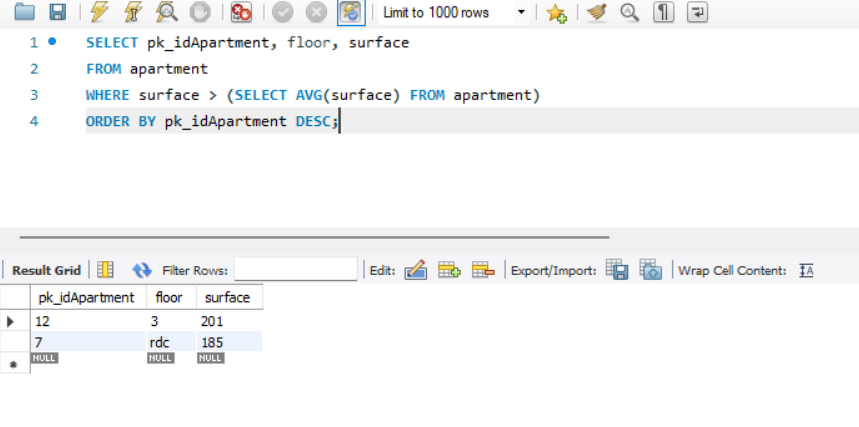 Limit to 1000 rows
1 SELECT pk_idApartment, floor, surface
2 FROM apartment
3 WHERE surface > (SELECT AVG(surface) FROM apartment)
4 ORDER BY pk_idApartment DESC;
Result Grid Filter Rows: Edit: Export/Import: Wrap Cell Content: IA
pk_idApartment floor surface
12 3 201
7 rdc 185
NULL NULL NULL